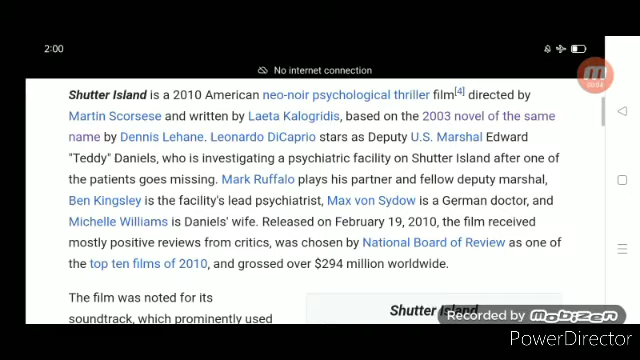 2:00
No internet connection
00:04
Shutter Island is a 2010 American neo-noir psychological thriller film[4] directed by
Martin Scorsese and written by Laeta Kalogridis, based on the 2003 novel of the same
name by Dennis Lehane. Leonardo DiCaprio stars as Deputy U.S. Marshal Edward
"Teddy" Daniels, who is investigating a psychiatric facility on Shutter Island after one of
the patients goes missing. Mark Ruffalo plays his partner and fellow deputy marshal,
Ben Kingsley is the facility's lead psychiatrist, Max von Sydow is a German doctor, and
Michelle Williams is Daniels' wife. Released on February 19, 2010, the film received
mostly positive reviews from critics, was chosen by National Board of Review as one of
the top ten films of 2010, and grossed over $294 million worldwide.
The film was noted for its
soundtrack, which prominently used
Shutter Island
Recorded by Mobizen
PowerDirector